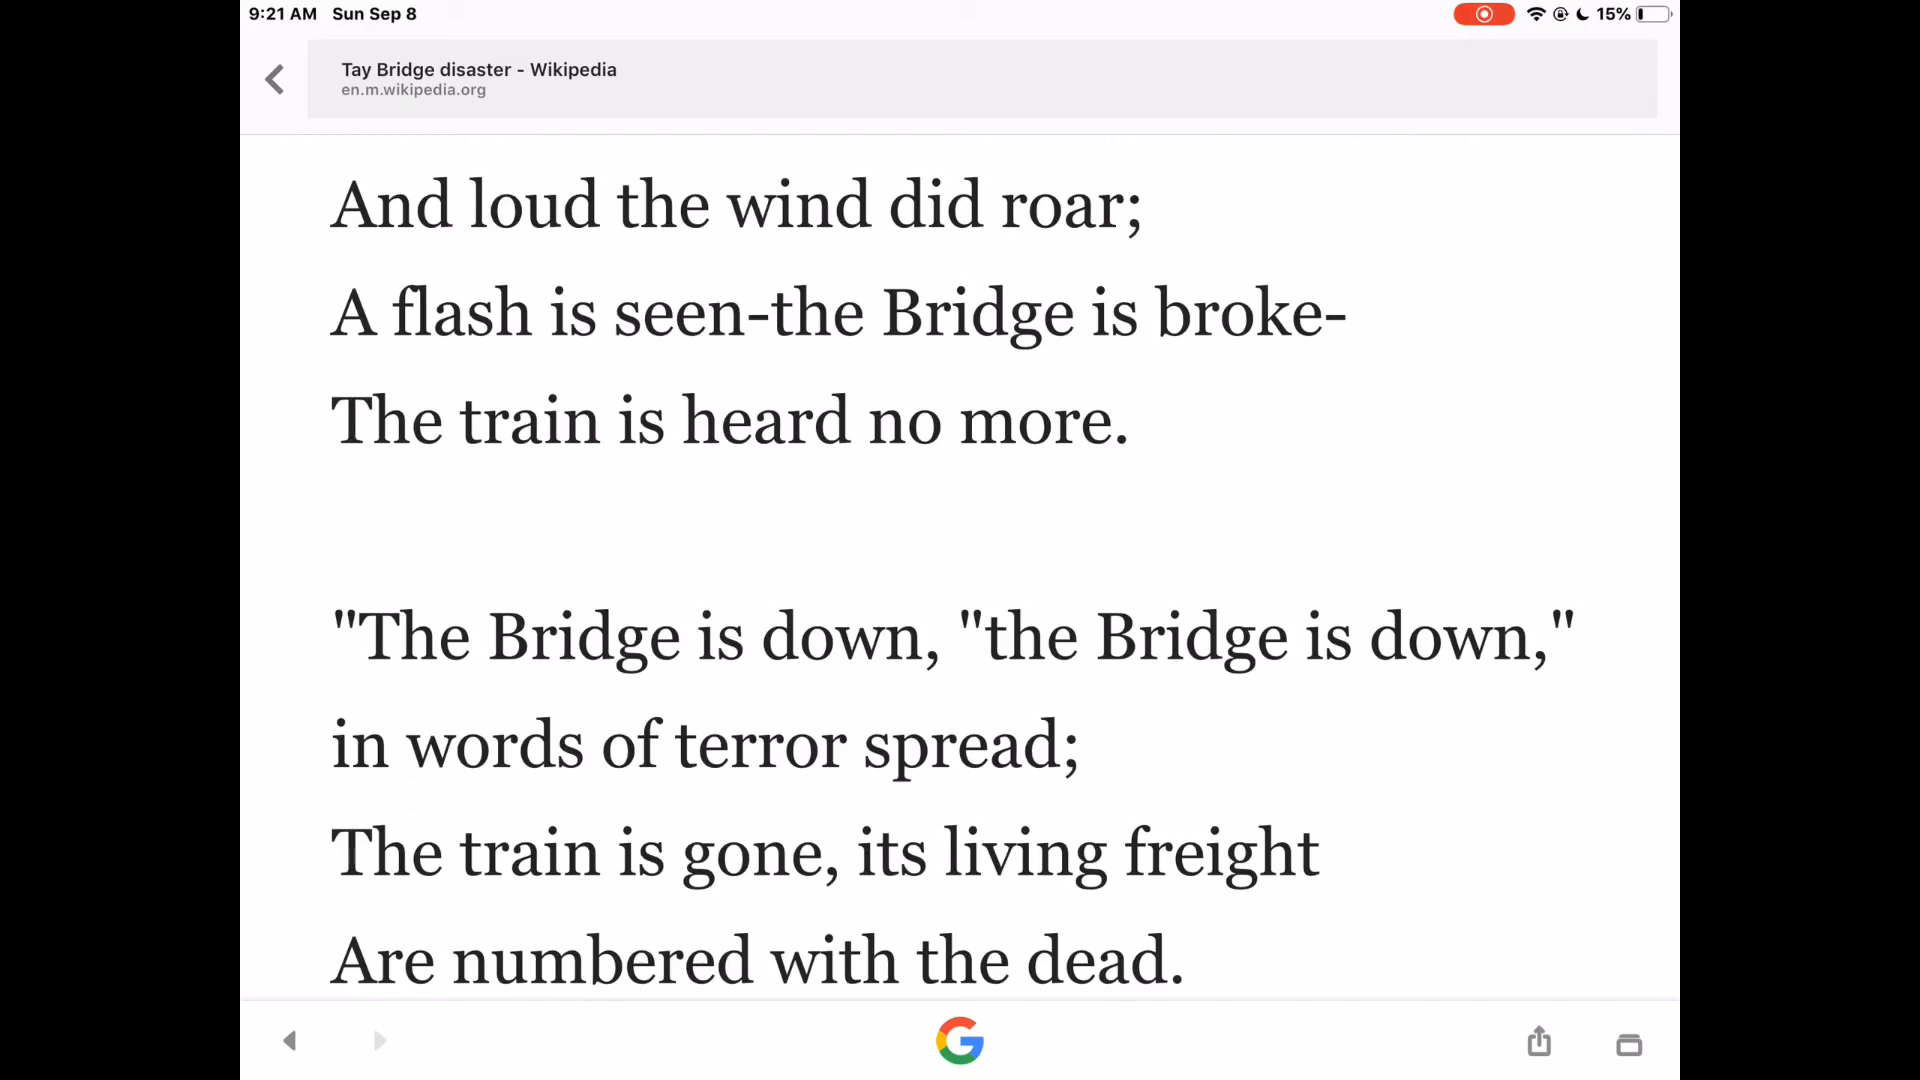 9:21 AM Sun Sep 8 15%
Tay Bridge disaster - Wikipedia
en.m.wikipedia.org
And loud the wind did roar;
A flash is seen-the Bridge is broke-
The train is heard no more.
"The Bridge is down, "the Bridge is down,"
in words of terror spread;
The train is gone, its living freight
Are numbered with the dead.